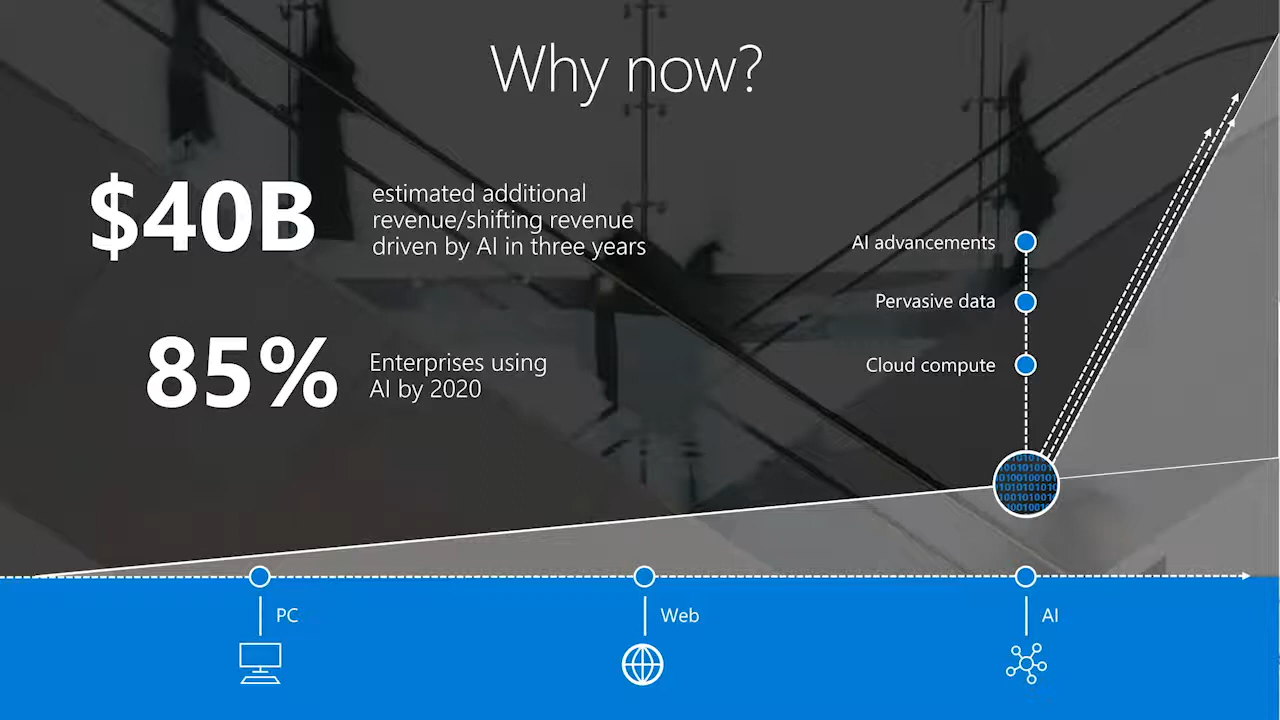 Why now?
$40B
estimated additional
revenue/shifting revenue
driven by AI in three years
85%
Enterprises using
AI by 2020
AI advancements
Pervasive data
Cloud compute
PC
Web
AI